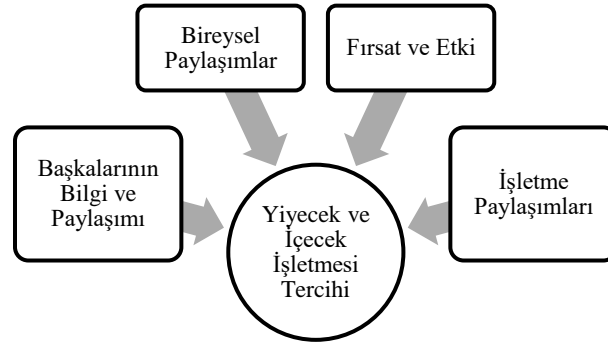 Bireysel
Paylaşımlar
Fırsat ve Etki
Başkalarının
Bilgi ve
Paylaşımı
İşletme
Paylaşımları
Yiyecek ve
İçecek
İşletmesi
Tercihi